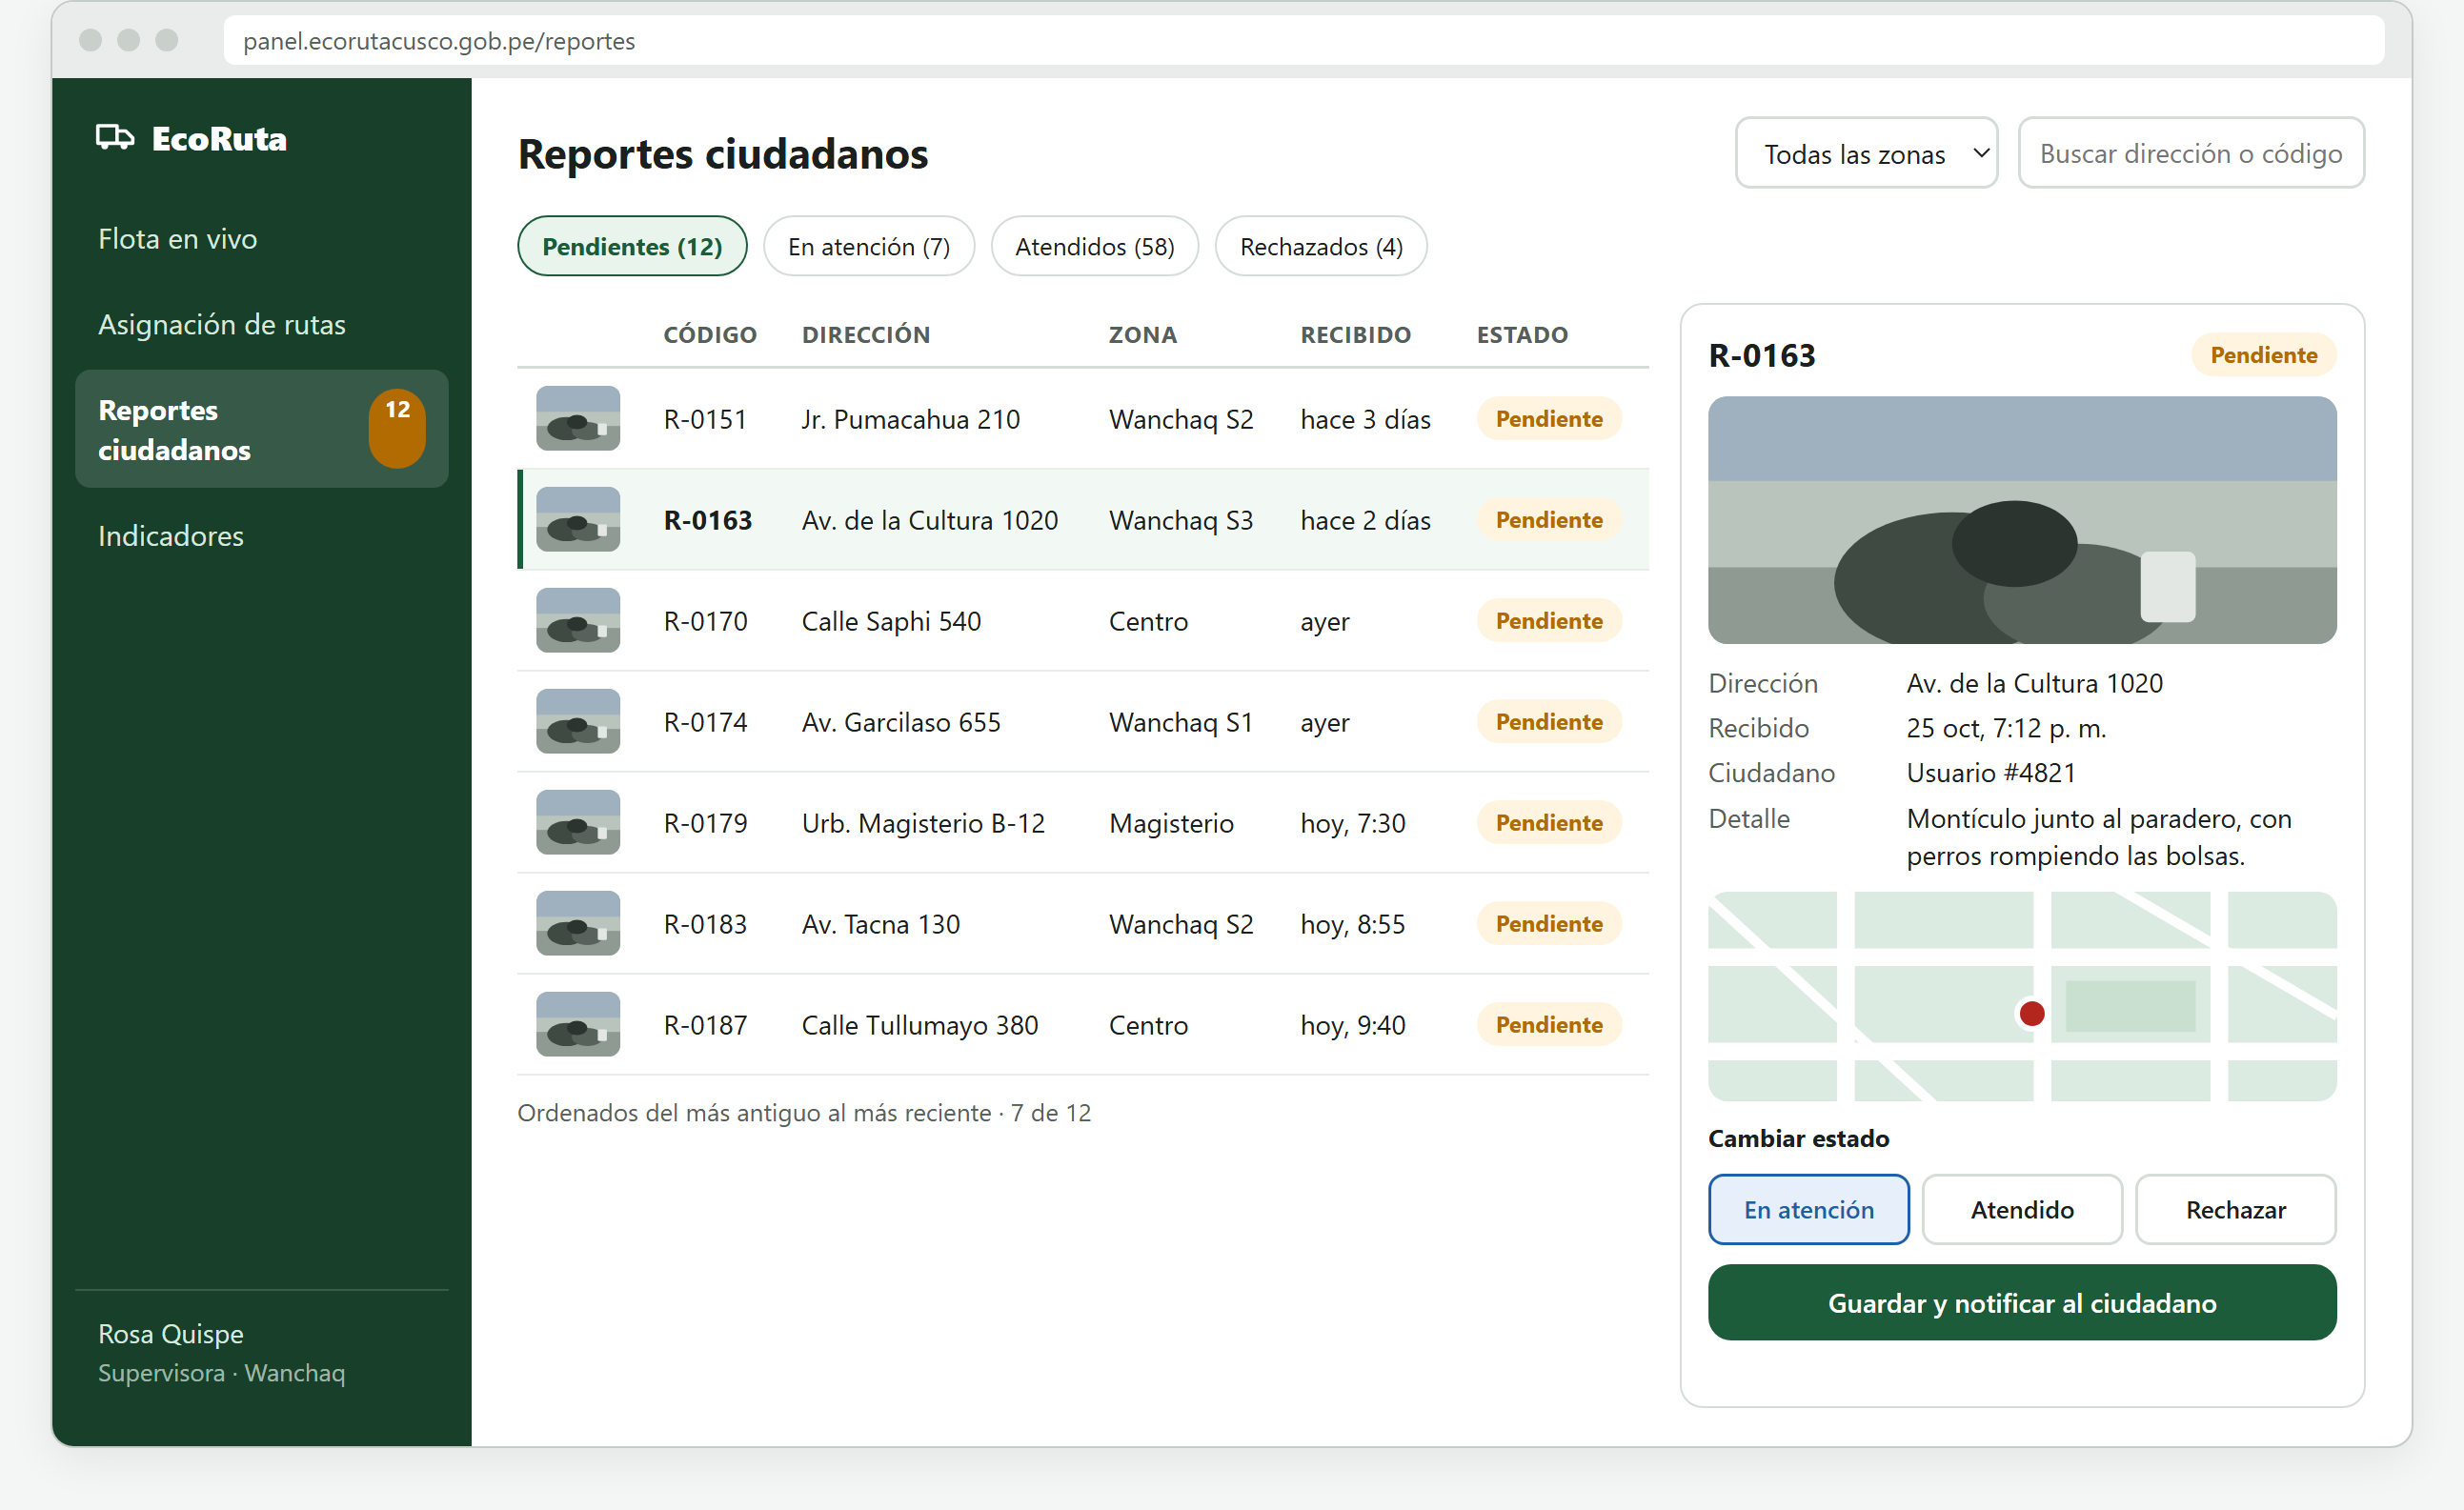 panel.ecorutacusco.gob.pe/reportes
EcoRuta
Flota en vivo
Asignación de rutas
Reportes ciudadanos
12
Indicadores
Rosa Quispe
Supervisora · Wanchaq
Reportes ciudadanos
Todas las zonas
Buscar dirección o código
Pendientes (12)
En atención (7)
Atendidos (58)
Rechazados (4)
CÓDIGO DIRECCIÓN ZONA RECIBIDO ESTADO
R-0151 Jr. Pumacahua 210 Wanchaq S2 hace 3 días Pendiente
R-0163 Av. de la Cultura 1020 Wanchaq S3 hace 2 días Pendiente
R-0170 Calle Saphi 540 Centro ayer Pendiente
R-0174 Av. Garcilaso 655 Wanchaq S1 ayer Pendiente
R-0179 Urb. Magisterio B-12 Magisterio hoy, 7:30 Pendiente
R-0183 Av. Tacna 130 Wanchaq S2 hoy, 8:55 Pendiente
R-0187 Calle Tullumayo 380 Centro hoy, 9:40 Pendiente
Ordenados del más antiguo al más reciente · 7 de 12
R-0163 Pendiente
Dirección Av. de la Cultura 1020
Recibido 25 oct, 7:12 p. m.
Ciudadano Usuario #4821
Detalle Montículo junto al paradero, con
perros rompiendo las bolsas.
Cambiar estado
En atención
Atendido
Rechazar
Guardar y notificar al ciudadano